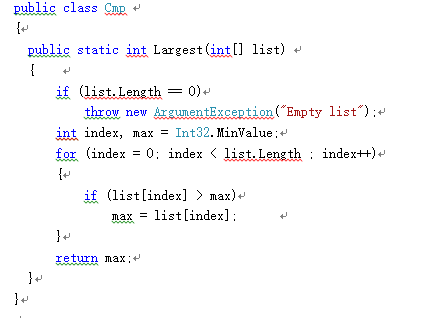 public class Cmp
{
public static int Largest(int[] list)
{
if (list.Length == 0)
throw new ArgumentException("Empty list");
int index, max = Int32.MinValue;
for (index = 0; index < list.Length ; index++)
{
if (list[index] > max)
max = list[index];
}
return max;
}
}